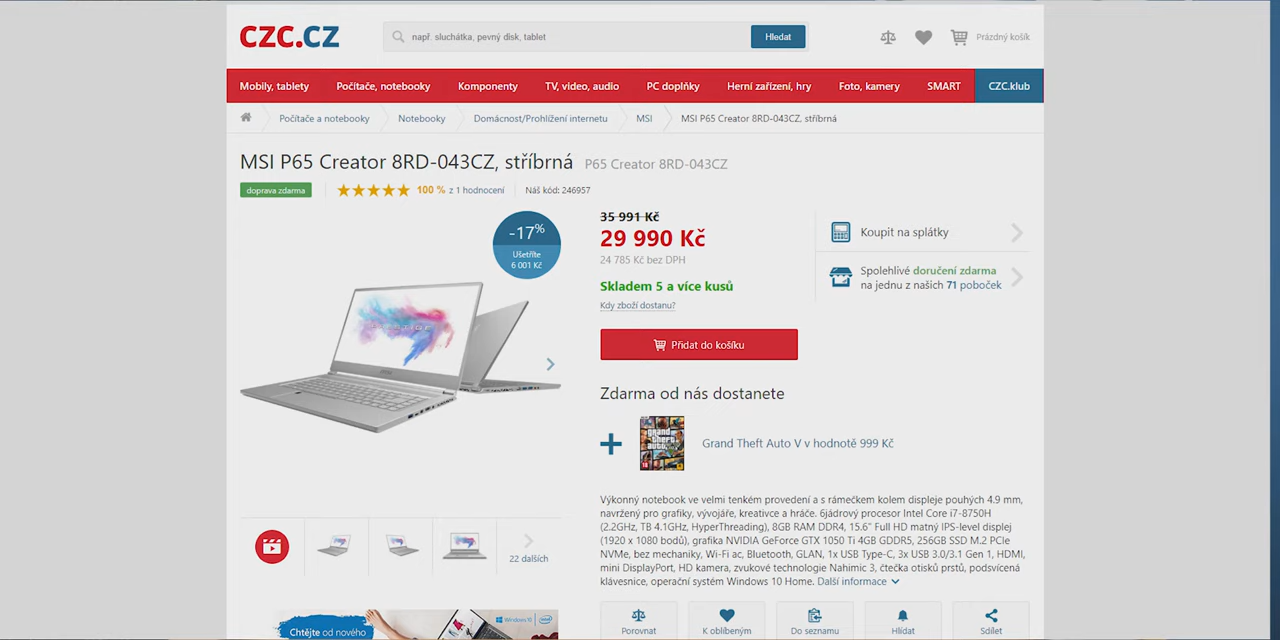 CZC.CZ
např. sluchátka, pevný disk, tablet
Hledat
Prázdný košík
Mobily, tablety
Počítače, notebooky
Komponenty
TV, video, audio
PC doplňky
Herní zařízení, hry
Foto, kamery
SMART
CZC.klub
Počítače a notebooky
Notebooky
Domácnost/Prohlížení internetu
MSI
MSI P65 Creator 8RD-043CZ, stříbrná
MSI P65 Creator 8RD-043CZ, stříbrná P65 Creator 8RD-043CZ
doprava zdarma
100 % z 1 hodnocení
Náš kód: 246957
-17%
Ušetříte
6 001 Kč
35 991 Kč
29 990 Kč
24 785 Kč bez DPH
Skladem 5 a více kusů
Kdy zboží dostanu?
Přidat do košíku
Koupit na splátky
Spolehlivé doručení zdarma
na jednu z našich 71 poboček
Zdarma od nás dostanete
grand
theft
auto
Grand Theft Auto V v hodnotě 999 Kč
Výkonný notebook ve velmi tenkém provedení a s rámečkem kolem displeje pouhých 4.9 mm,
navržený pro grafiky, vývojáře, kreativce a hráče. 6jádrový procesor Intel Core i7-8750H
(2.2GHz, TB 4.1GHz, HyperThreading), 8GB RAM DDR4, 15.6" Full HD matný IPS-level displej
(1920 x 1080 bodů), grafika NVIDIA GeForce GTX 1050 Ti 4GB GDDR5, 256GB SSD M.2 PCIe
NVMe, bez mechaniky, Wi-Fi ac, Bluetooth, GLAN, 1x USB Type-C, 3x USB 3.0/3.1 Gen 1, HDMI,
mini DisplayPort, HD kamera, zvukové technologie Nahimic 3, čtečka otisků prstů, podsvícená
klávesnice, operační systém Windows 10 Home. Další informace
22 dalších
Chtějte od nového
Windows 10
intel
Porovnat
K oblíbeným
Do seznamu
Hlídat
Sdílet